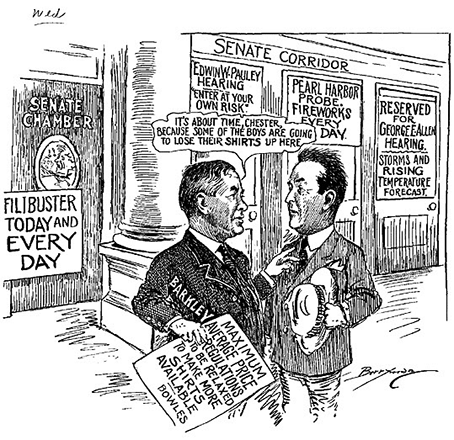 Wed
SENATE CORRIDOR
EDWIN W. PAULEY
HEARING
"ENTER AT YOUR
OWN RISK"
PEARL HARBOR
PROBE.
FIREWORKS
EVERY
DAY.
RESERVED
FOR
GEORGE E ALLEN
HEARING.
STORMS AND
RISING
TEMPERATURE
FORECAST.
SENATE
CHAMBER
IT'S ABOUT TIME, CHESTER,
BECAUSE SOME OF THE BOYS ARE GOING
TO LOSE THEIR SHIRTS UP HERE
FILIBUSTER
TODAY AND
EVERY
DAY
BARKLEY
MAXIMUM
AVERAGE PRICE
REGULATIONS
TO BE RELAXED
TO MAKE MORE
SHIRTS
AVAILABLE
BOWLES
Berryman